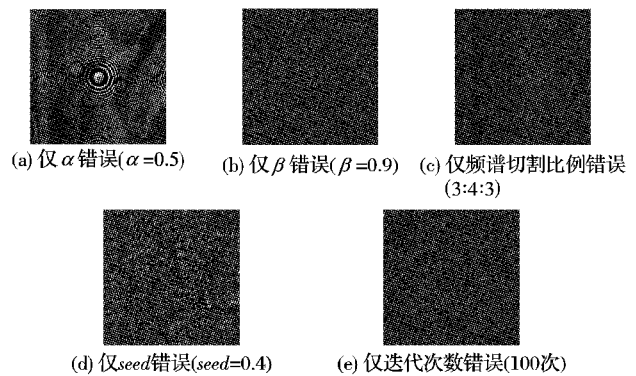 (a) 仅α错误(α=0.5)
(b) 仅β错误(β=0.9)
(c) 仅频谱切割比例错误
(3:4:3)
(d) 仅seed错误(seed=0.4)
(e) 仅迭代次数错误(100次)